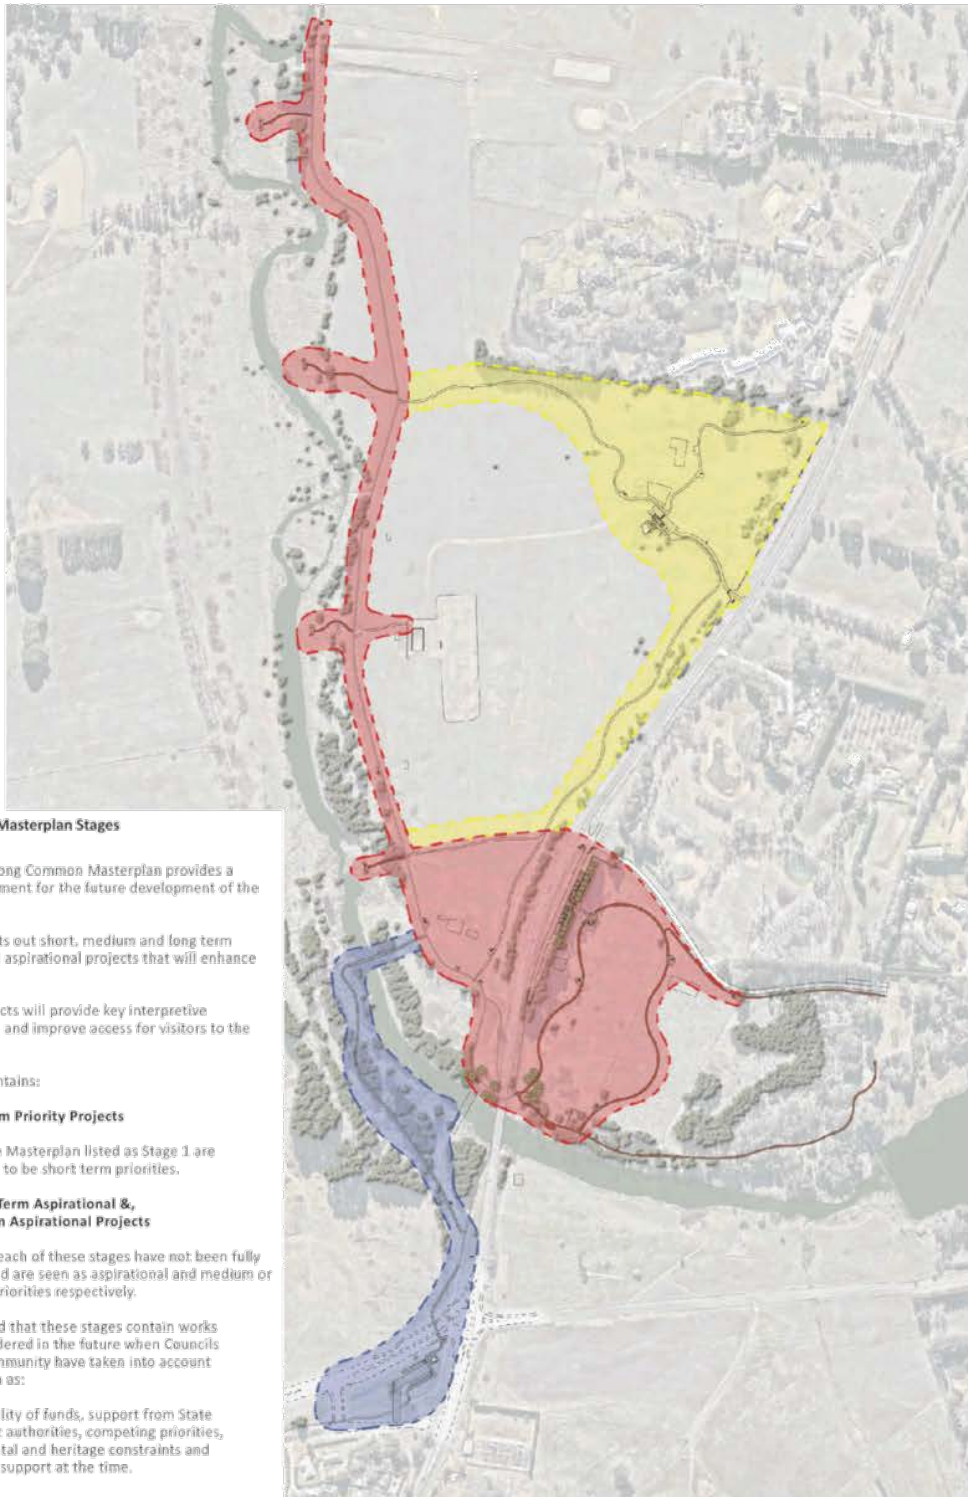 Masterplan Stages
ong Common Masterplan provides a
ment for the future development of the
ts out short, medium and long term
aspirational projects that will enhance
cts will provide key interpretive
and improve access for visitors to the
ntains:
m Priority Projects
e Masterplan listed as Stage 1 are
to be short term priorities.
Term Aspirational &,
n Aspirational Projects
each of these stages have not been fully
d are seen as aspirational and medium or
riorities respectively.
d that these stages contain works
dered in the future when Councils
mmunity have taken into account
n as:
lity of funds, support from State
t authorities, competing priorities,
tal and heritage constraints and
support at the time.